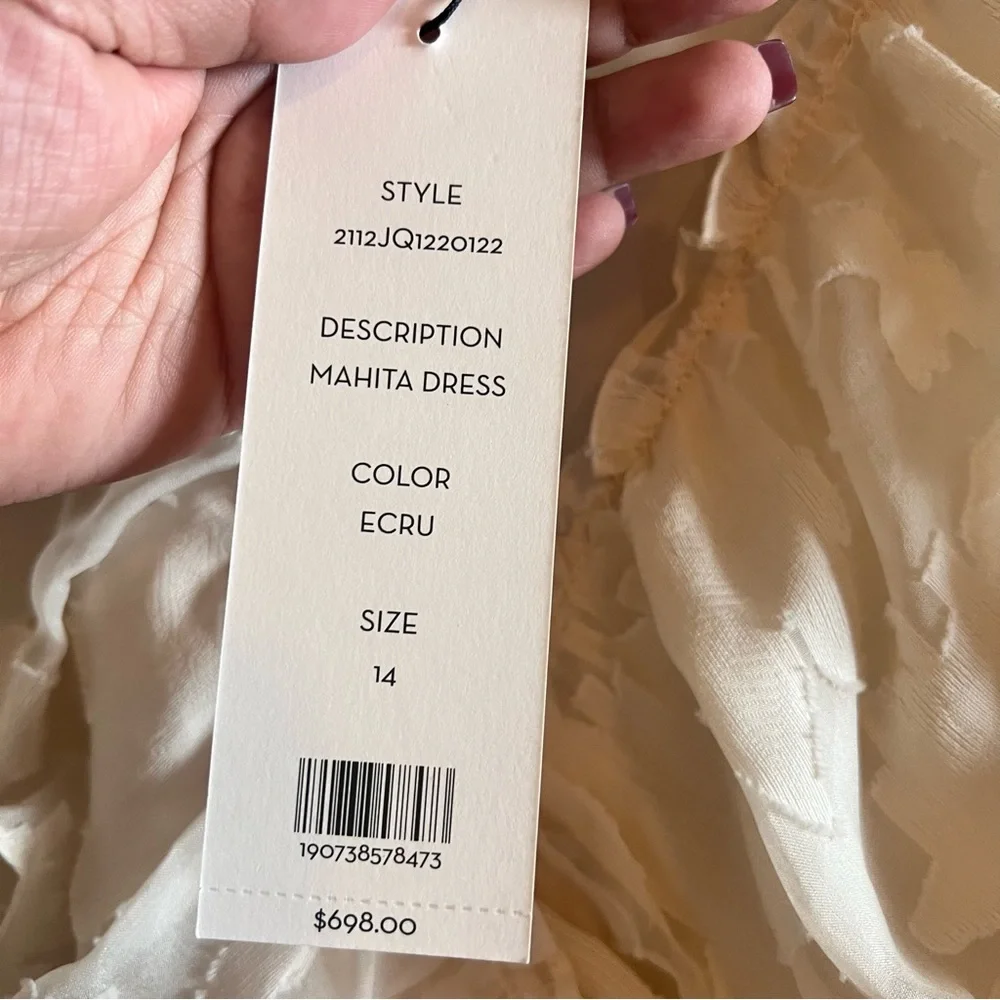 STYLE
2112JQ1220122
DESCRIPTION
MAHITA DRESS
COLOR
ECRU
SIZE
14
190738578473
$698.00